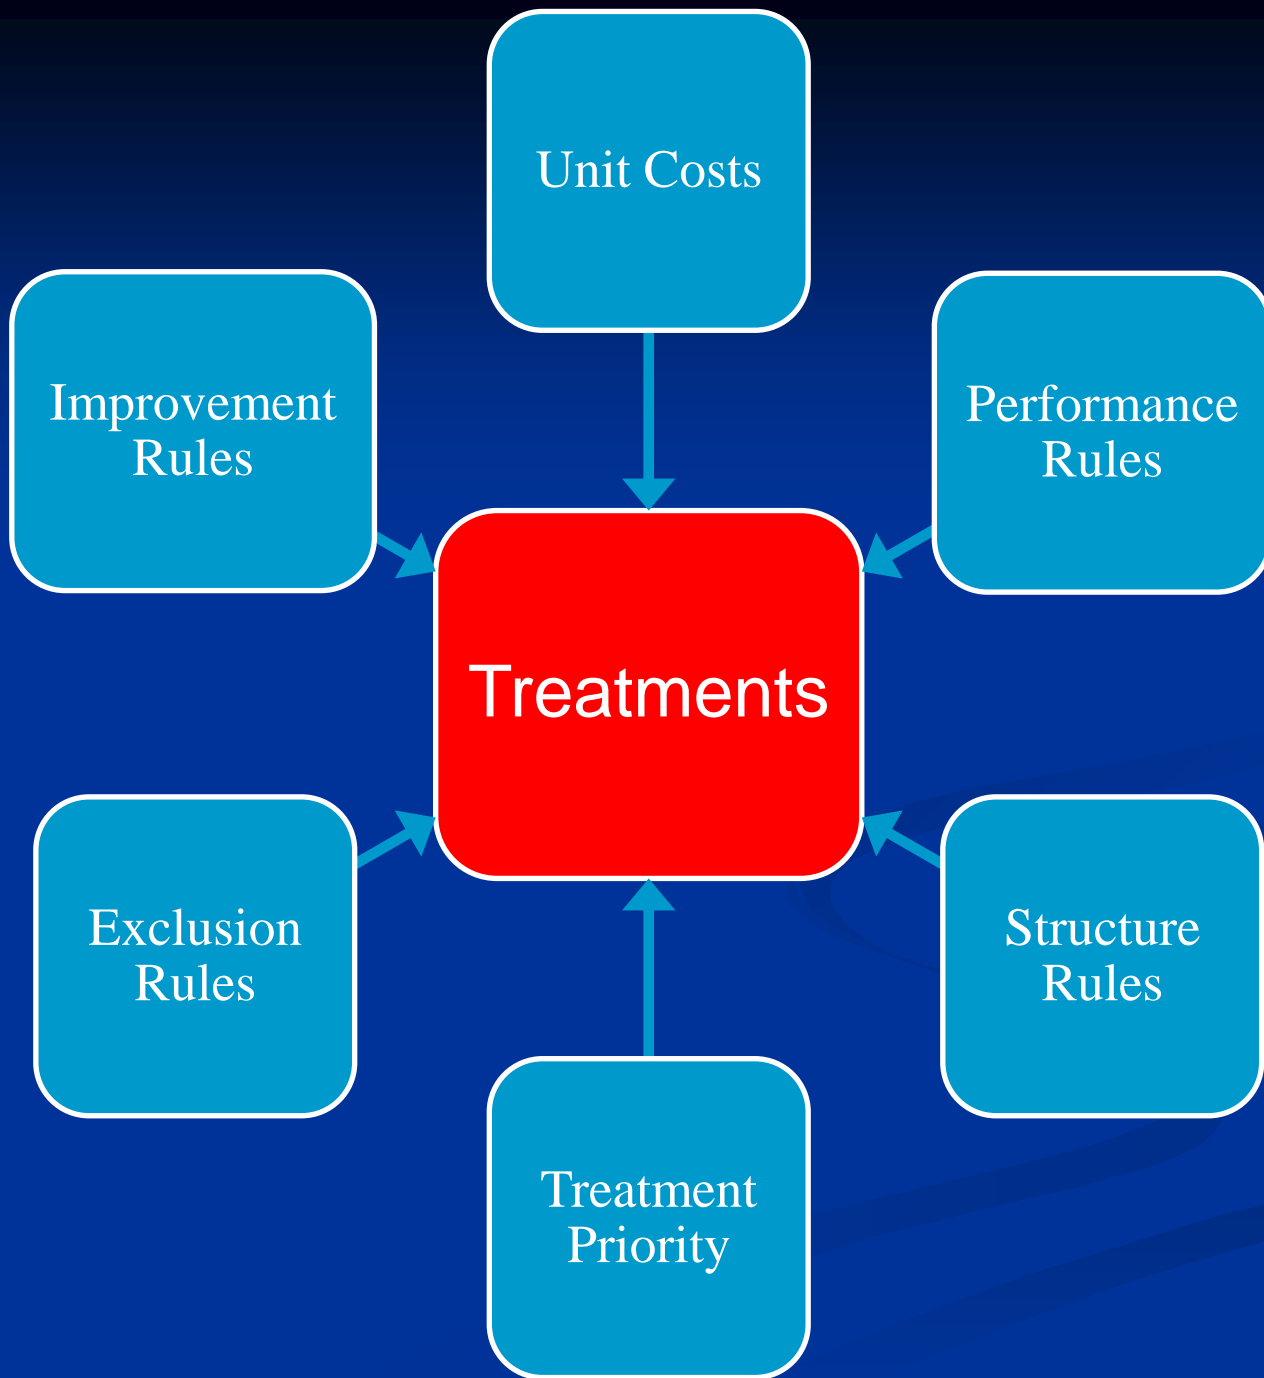 Unit Costs
Improvement
Rules
Performance
Rules
Treatments
Exclusion
Rules
Structure
Rules
Treatment
Priority